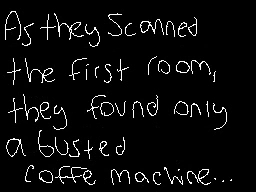 As they Scanned
the first room,
they found only
a busted
coffe machine...